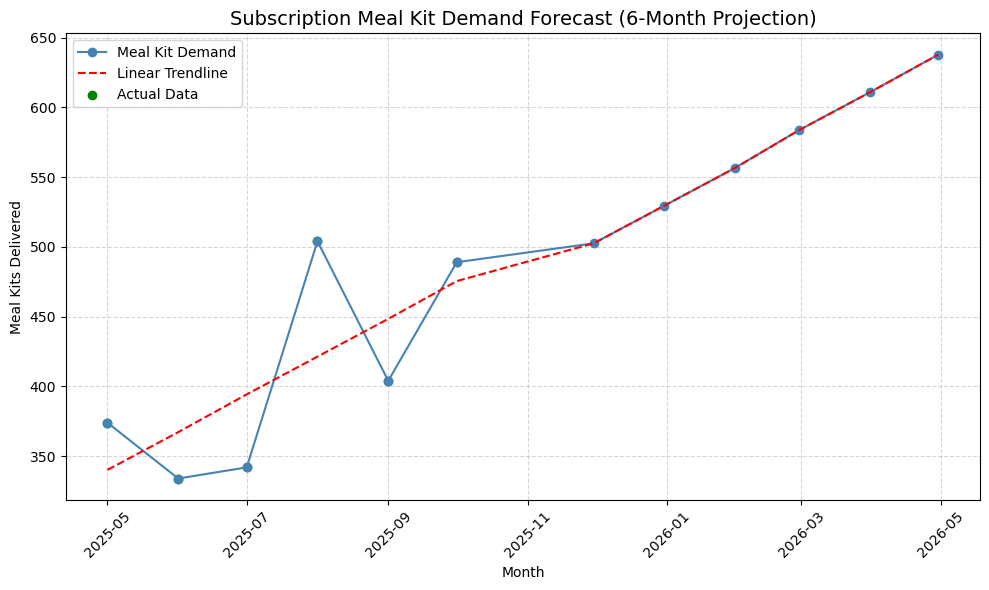 Subscription Meal Kit Demand Forecast (6-Month Projection)
Meal Kit Demand
Linear Trendline
Actual Data
Meal Kits Delivered
650
600
550
500
450
400
350
2025-05
2025-07
2025-09
2025-11
2026-01
2026-03
2026-05
Month